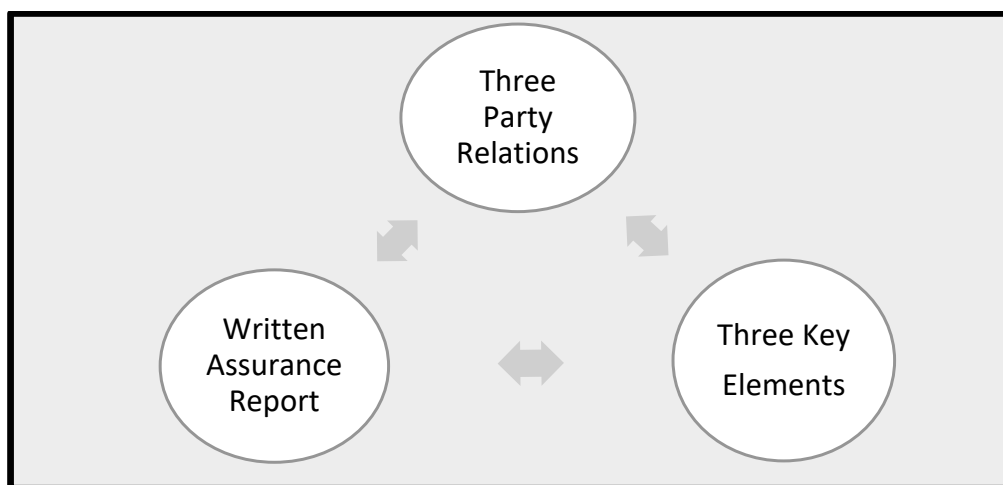 Three
Party
Relations
Written
Assurance
Report
Three Key
Elements